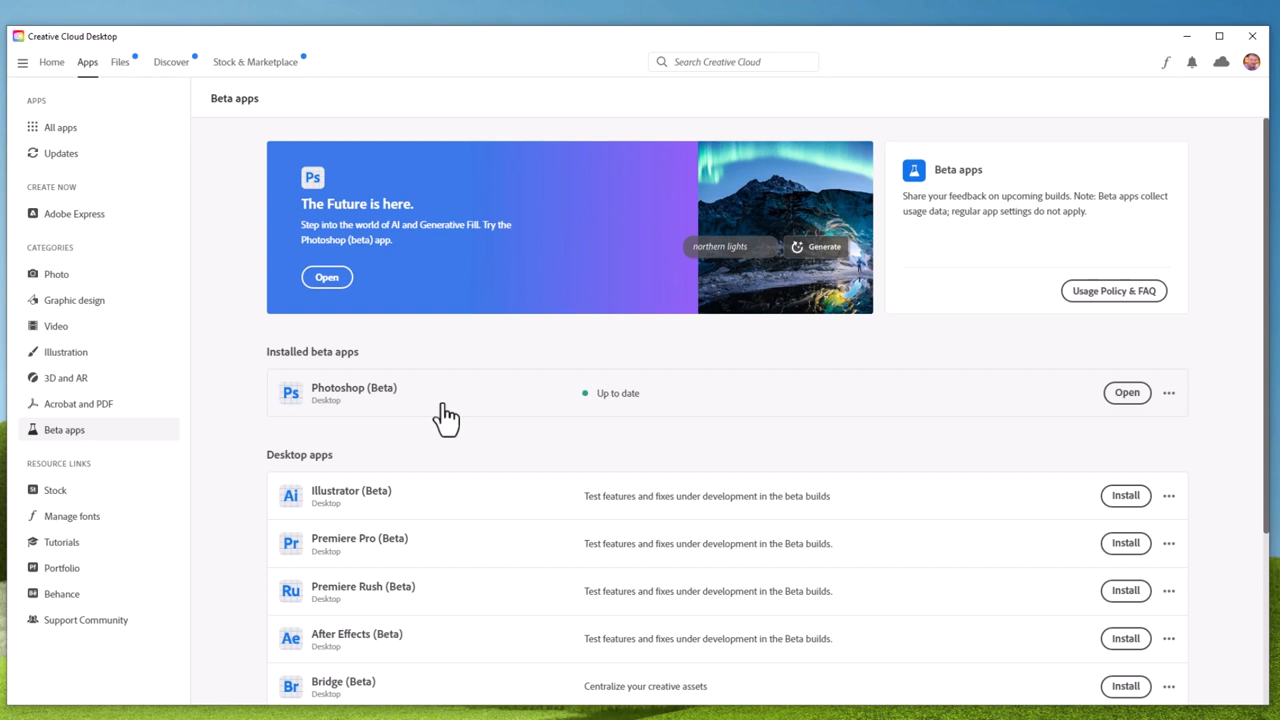 Creative Cloud Desktop
Home Apps Files Discover Stock & Marketplace
Search Creative Cloud
APPS
All apps
Updates
CREATE NOW
Adobe Express
CATEGORIES
Photo
Graphic design
Video
Illustration
3D and AR
Acrobat and PDF
Beta apps
RESOURCE LINKS
St Stock
Manage fonts
Tutorials
Pf Portfolio
Bē Behance
Support Community
Beta apps
Ps
The Future is here.
Step into the world of AI and Generative Fill. Try the
Photoshop (beta) app.
Open
northern lights
Generate
Beta apps
Share your feedback on upcoming builds. Note: Beta apps collect
usage data; regular app settings do not apply.
Usage Policy & FAQ
Installed beta apps
Ps Photoshop (Beta) Up to date Open
Desktop
Desktop apps
Ai Illustrator (Beta) Test features and fixes under development in the beta builds Install
Desktop
Pr Premiere Pro (Beta) Test features and fixes under development in the Beta builds. Install
Desktop
Ru Premiere Rush (Beta) Test features and fixes under development in the Beta builds. Install
Desktop
Ae After Effects (Beta) Test features and fixes under development in the Beta builds. Install
Desktop
Br Bridge (Beta) Centralize your creative assets Install
Desktop